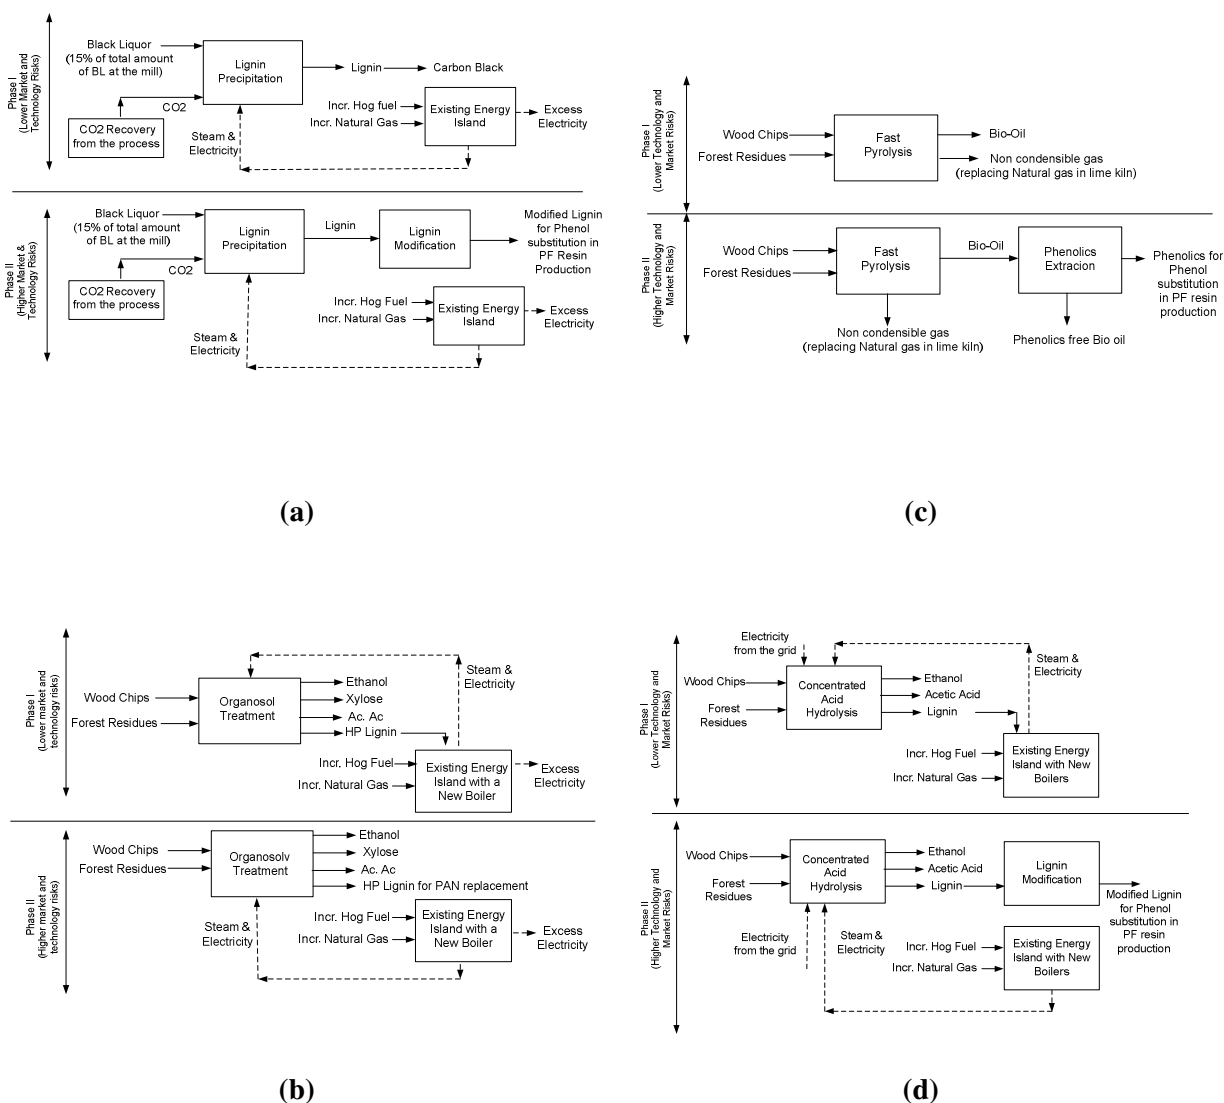 Phase I
(Lower Market and
Technology Risks)
Black Liquor
(15% of total amount
of BL at the mill)
CO2
CO2 Recovery
from the process
Lignin
Precipitation
Lignin
Carbon Black
Incr. Hog fuel
Incr. Natural Gas
Existing Energy
Island
Excess
Electricity
Steam &
Electricity
Phase II
(Higher Market &
Technology Risks)
Black Liquor
(15% of total amount
of BL at the mill)
CO2
CO2 Recovery
from the process
Lignin
Precipitation
Lignin
Lignin
Modification
Modified Lignin
for Phenol
substitution in
PF Resin
Production
Incr. Hog Fuel
Incr. Natural Gas
Existing Energy
Island
Excess
Electricity
Steam &
Electricity
(a)
Phase I
(Lower Technology and
Market Risks)
Wood Chips
Forest Residues
Fast
Pyrolysis
Bio-Oil
Non condensible gas
(replacing Natural gas in lime kiln)
Phase II
(Higher Technology and
Market Risks)
Wood Chips
Forest Residues
Fast
Pyrolysis
Bio-Oil
Phenolics
Extracion
Phenolics for
Phenol
substitution
in PF resin
production
Non condensible gas
(replacing Natural gas in lime kiln)
Phenolics free Bio oil
(c)
Phase I
(Lower market and
technology risks)
Wood Chips
Forest Residues
Organosol
Treatment
Ethanol
Xylose
Ac. Ac
HP Lignin
Steam &
Electricity
Incr. Hog Fuel
Incr. Natural Gas
Existing Energy
Island with a
New Boiler
Excess
Electricity
Phase II
(Higher market and
technology risks)
Wood Chips
Forest Residues
Organosolv
Treatment
Ethanol
Xylose
Ac. Ac
HP Lignin for PAN replacement
Steam &
Electricity
Incr. Hog Fuel
Incr. Natural Gas
Existing Energy
Island with a
New Boiler
Excess
Electricity
(b)
Phase I
(Lower Technology and
Market Risks)
Electricity
from the grid
Wood Chips
Forest
Residues
Concentrated
Acid
Hydrolysis
Ethanol
Acetic Acid
Lignin
Steam &
Electricity
Incr. Hog Fuel
Incr. Natural Gas
Existing Energy
Island with New
Boilers
Phase II
(Higher Technology and
Market Risks)
Wood Chips
Forest
Residues
Concentrated
Acid
Hydrolysis
Ethanol
Acetic Acid
Lignin
Lignin
Modification
Modified Lignin
for Phenol
substitution in
PF resin
production
Electricity
from the grid
Steam &
Electricity
Incr. Hog Fuel
Incr. Natural Gas
Existing Energy
Island with New
Boilers
(d)